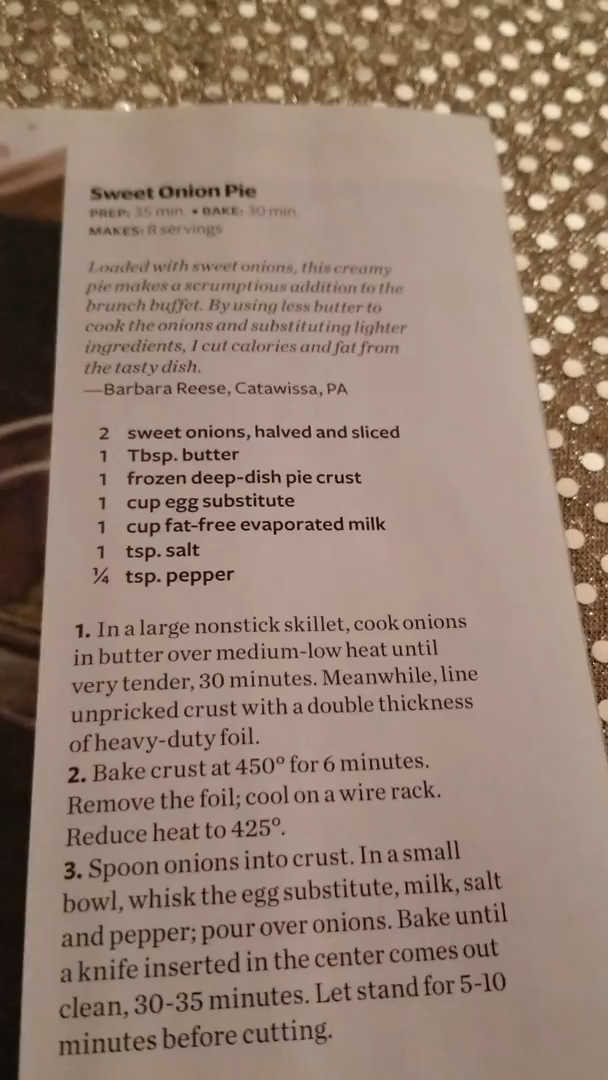 Sweet Onion Pie
PREP: 35 min. • BAKE: 30 min.
MAKES: 8 servings
Loaded with sweet onions, this creamy
pie makes a scrumptious addition to the
brunch buffet. By using less butter to
cook the onions and substituting lighter
ingredients, I cut calories and fat from
the tasty dish.
—Barbara Reese, Catawissa, PA
2 sweet onions, halved and sliced
1 Tbsp. butter
1 frozen deep-dish pie crust
1 cup egg substitute
1 cup fat-free evaporated milk
1 tsp. salt
¼ tsp. pepper
1. In a large nonstick skillet, cook onions
in butter over medium-low heat until
very tender, 30 minutes. Meanwhile, line
unpricked crust with a double thickness
of heavy-duty foil.
2. Bake crust at 450° for 6 minutes.
Remove the foil; cool on a wire rack.
Reduce heat to 425°.
3. Spoon onions into crust. In a small
bowl, whisk the egg substitute, milk, salt
and pepper; pour over onions. Bake until
a knife inserted in the center comes out
clean, 30-35 minutes. Let stand for 5-10
minutes before cutting.